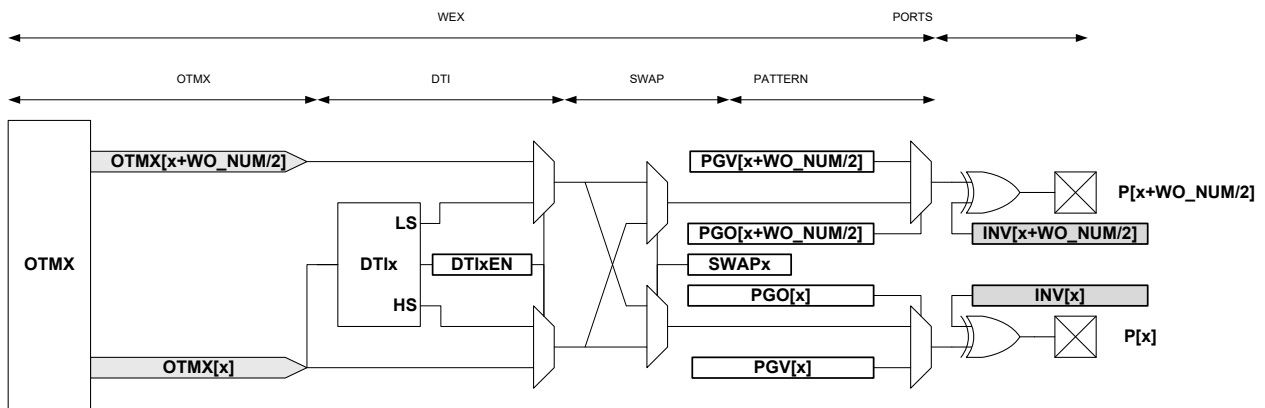 WEX
PORTS
OTMX
DTI
SWAP
PATTERN
OTMX[x+WO_NUM/2]
PGV[x+WO_NUM/2]
P[x+WO_NUM/2]
LS
PGO[x+WO_NUM/2]
INV[x+WO_NUM/2]
OTMX
DTIx
DTIxEN
SWAPx
HS
PGO[x]
INV[x]
P[x]
OTMX[x]
PGV[x]